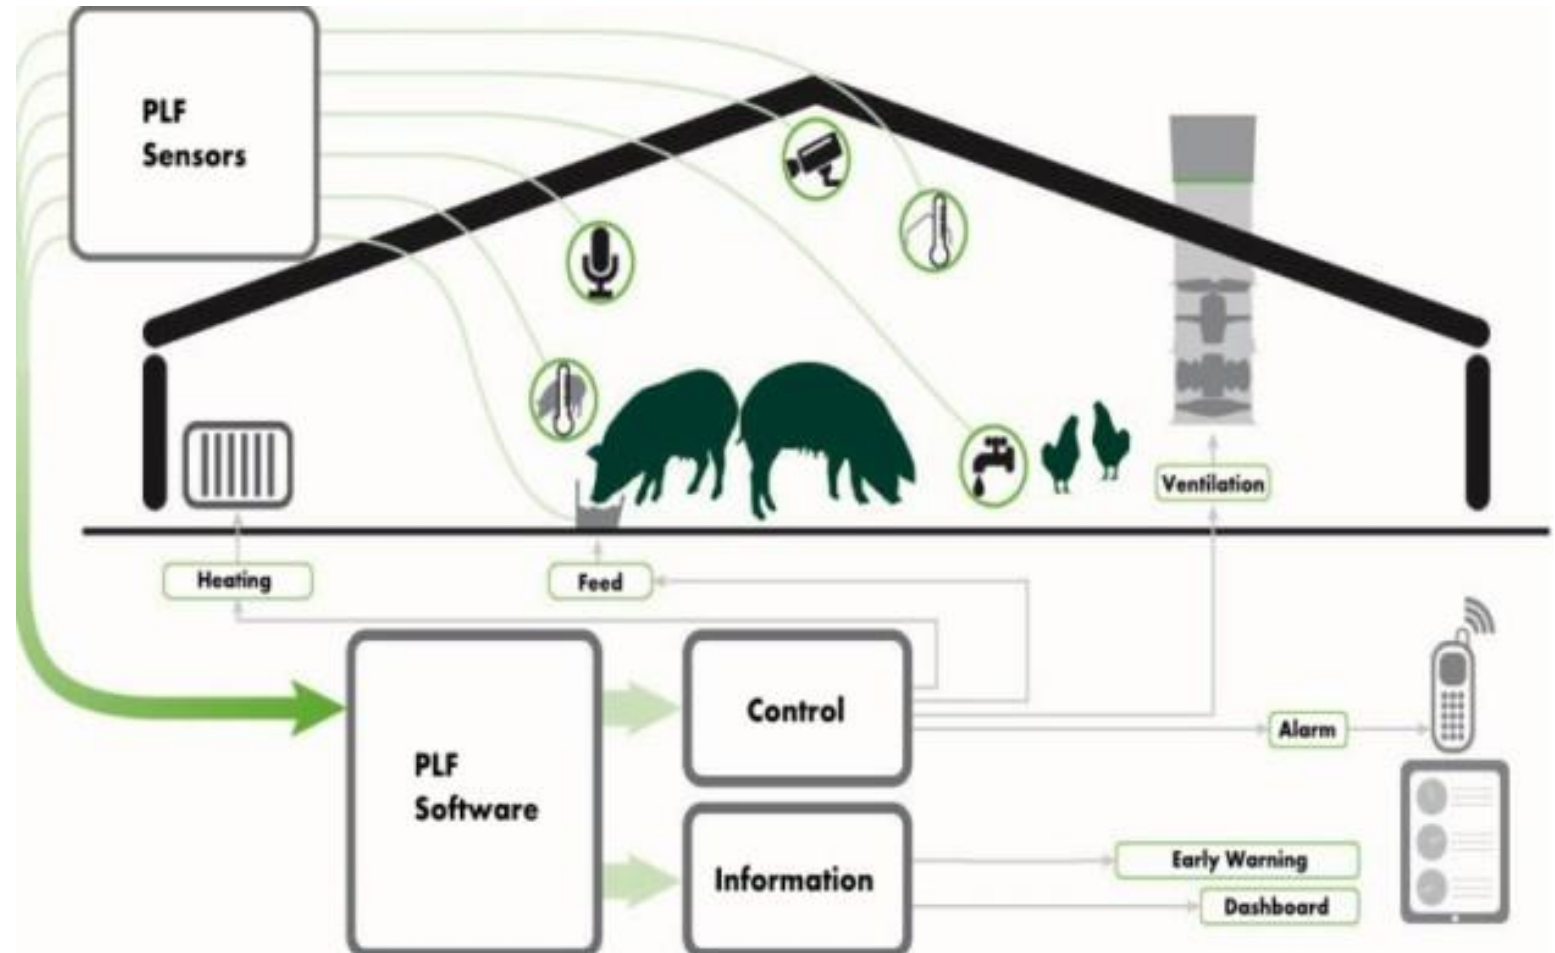 PLF
Sensors
Ventilation
Heating
Feed
Control
Alarm
PLF
Software
Information
Early Warning
Dashboard